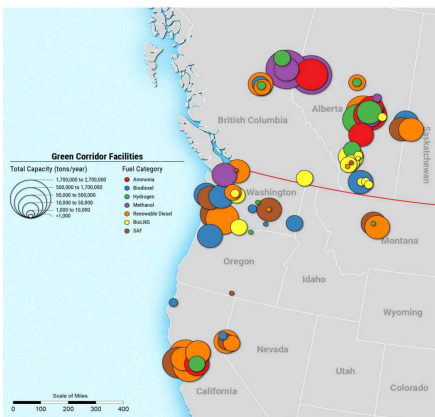 British Columbia
Alberta
Saskatchewan
Green Corridor Facilities
Total Capacity (tons/year)
1,700,000 to 2,700,000
500,000 to 1,700,000
50,000 to 500,000
10,000 to 50,000
1,000 to 10,000
<1,000
Fuel Category
Ammonia
Biodiesel
Hydrogen
Methanol
Renewable Diesel
BioLNG
SAF
Washington
Montana
Oregon
Idaho
Wyoming
Nevada
Utah
Colorado
California
Scale of Miles
0 100 200 300 400